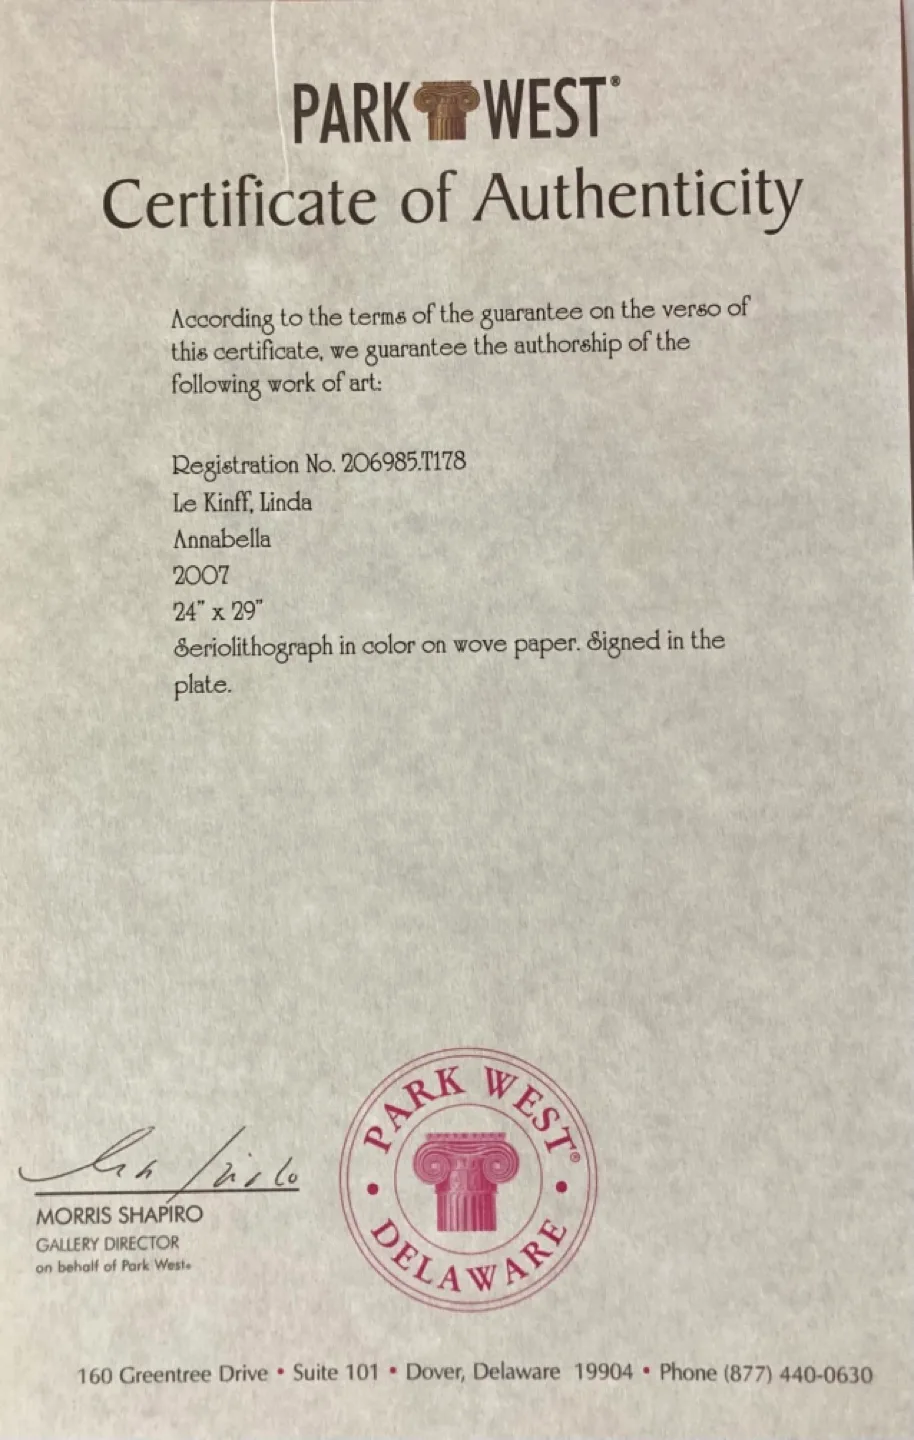 PARK WEST®
Certificate of Authenticity
According to the terms of the guarantee on the verso of
this certificate, we guarantee the authorship of the
following work of art:
Registration No. 206985.T178
Le Kinff, Linda
Annabella
2007
24" x 29"
Seriolithograph in color on wove paper. Signed in the
plate.
PARK WEST®
DELAWARE
MORRIS SHAPIRO
GALLERY DIRECTOR
on behalf of Park West®
160 Greentree Drive • Suite 101 • Dover, Delaware 19904 • Phone (877) 440-0630